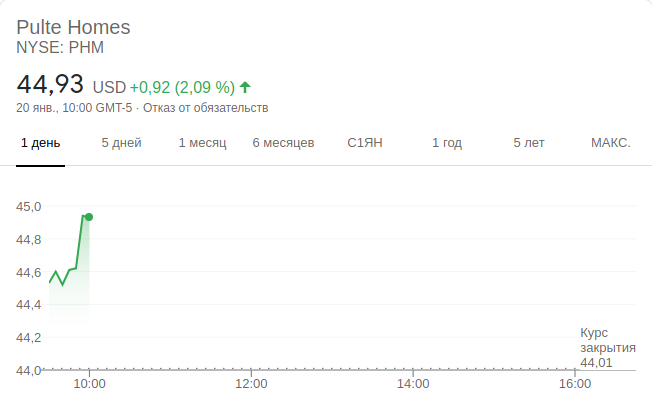 Pulte Homes
NYSE: PHM
44,93 USD +0,92 (2,09 %)
20 янв., 10:00 GMT-5 · Отказ от обязательств
1 день 5 дней 1 месяц 6 месяцев С1ЯН 1 год 5 лет МАКС.
45,0
44,8
44,6
44,4
44,2
44,0
Курс
закрытия
44,01
10:00 12:00 14:00 16:00